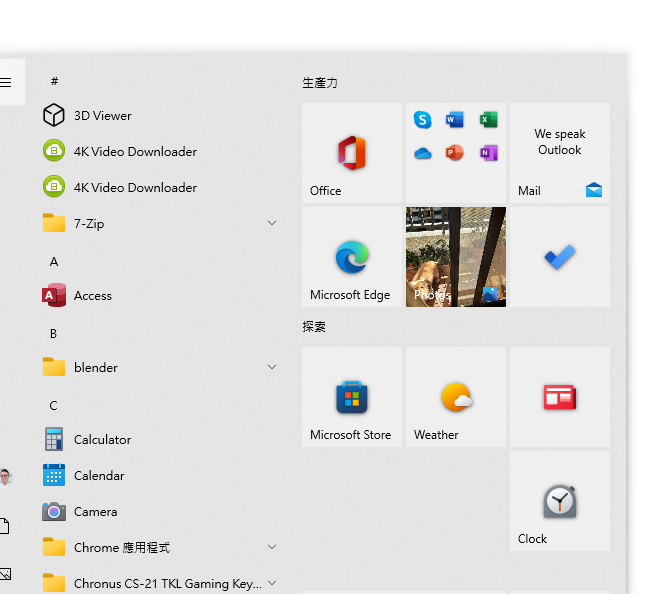 #
3D Viewer
4K Video Downloader
4K Video Downloader
7-Zip
A
Access
B
blender
C
Calculator
Calendar
Camera
Chrome 應用程式
Chronus CS-21 TKL Gaming Key...
生產力
Office
We speak
Outlook
Mail
Microsoft Edge
Photos
探索
Microsoft Store
Weather
Clock